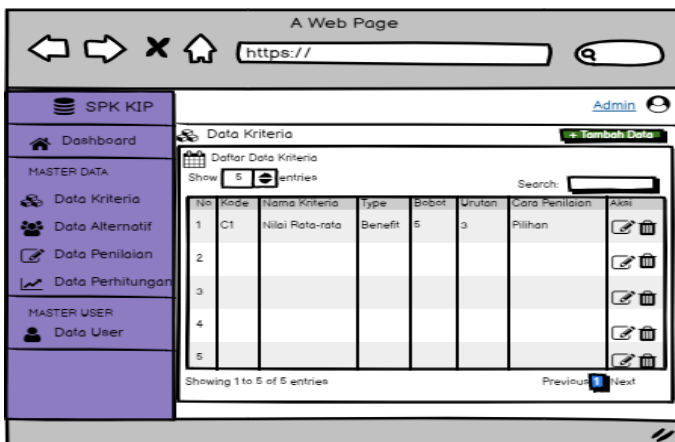 A Web Page
https://
SPK KIP
Admin
Dashboard
Data Kriteria
+ Tambah Data
MASTER DATA
Daftar Data Kriteria
Show 5 entries
Search:
Data Kriteria
Data Alternatif
Data Penilaian
Data Perhitungan
MASTER USER
Data User
No Kode Nama Kriteria Type Bobot Urutan Cara Penilaian Aksi
1 C1 Nilai Rata-rata Benefit 5 3 Pilihan
2
3
4
5
Showing 1 to 5 of 5 entries
Previous 1 Next